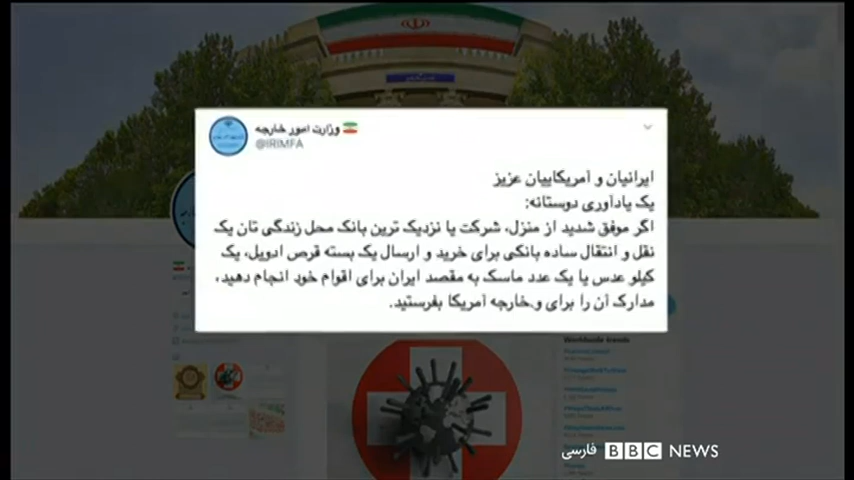 وزارت امور خارجه
@IRIMFA
ایرانیان و آمریکاییان عزیز
یک یادآوری دوستانه:
اگر موفق شدید از منزل، شرکت یا نزدیک ترین بانک محل زندگی تان یک
نقل و انتقال ساده بانکی برای خرید و ارسال یک بسته قرص ادویل، یک
کیلو عدس یا یک عدد ماسک به مقصد ایران برای اقوام خود انجام دهید،
مدارک آن را برای و.خارجه آمریکا بفرستید.
Worldwide trends
BBC NEWS فارسی